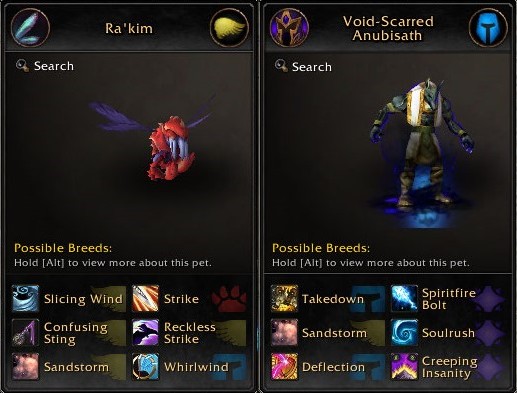 Ra'kim
Search
Possible Breeds:
Hold [Alt] to view more about this pet.
Slicing Wind
Strike
Confusing
Sting
Reckless
Strike
Sandstorm
Whirlwind
Void-Scarred
Anubisath
Search
Possible Breeds:
Hold [Alt] to view more about this pet.
Takedown
Spiritfire
Bolt
Sandstorm
Soulrush
Deflection
Creeping
Insanity